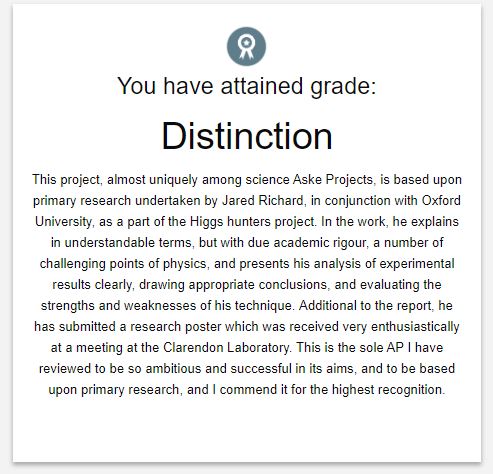 You have attained grade:
Distinction
This project, almost uniquely among science Aske Projects, is based upon
primary research undertaken by Jared Richard, in conjunction with Oxford
University, as a part of the Higgs hunters project. In the work, he explains
in understandable terms, but with due academic rigour, a number of
challenging points of physics, and presents his analysis of experimental
results clearly, drawing appropriate conclusions, and evaluating the
strengths and weaknesses of his technique. Additional to the report, he
has submitted a research poster which was received very enthusiastically
at a meeting at the Clarendon Laboratory. This is the sole AP I have
reviewed to be so ambitious and successful in its aims, and to be based
upon primary research, and I commend it for the highest recognition.